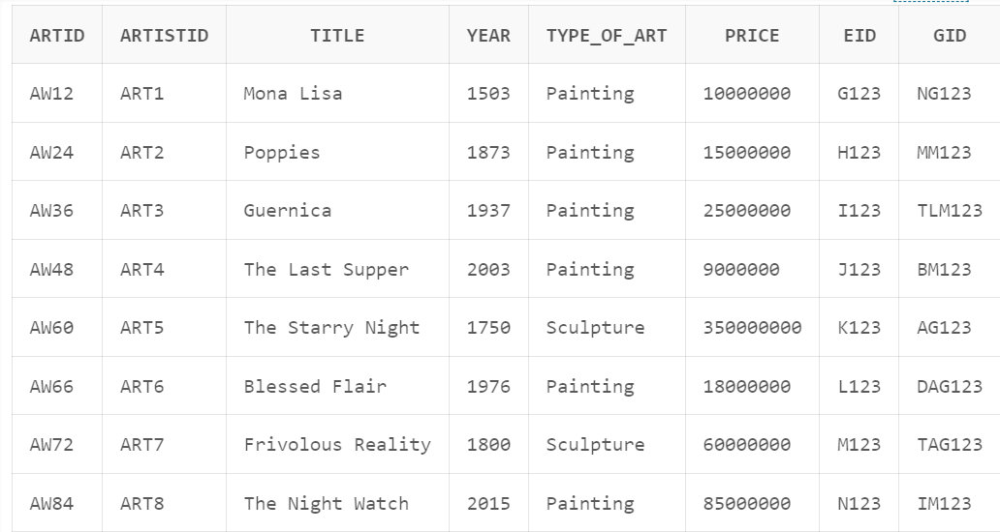 ARTID ARTISTID TITLE YEAR TYPE_OF_ART PRICE EID GID
AW12 ART1 Mona Lisa 1503 Painting 10000000 G123 NG123
AW24 ART2 Poppies 1873 Painting 15000000 H123 MM123
AW36 ART3 Guernica 1937 Painting 25000000 I123 TLM123
AW48 ART4 The Last Supper 2003 Painting 9000000 J123 BM123
AW60 ART5 The Starry Night 1750 Sculpture 350000000 K123 AG123
AW66 ART6 Blessed Flair 1976 Painting 18000000 L123 DAG123
AW72 ART7 Frivolous Reality 1800 Sculpture 60000000 M123 TAG123
AW84 ART8 The Night Watch 2015 Painting 85000000 N123 IM123